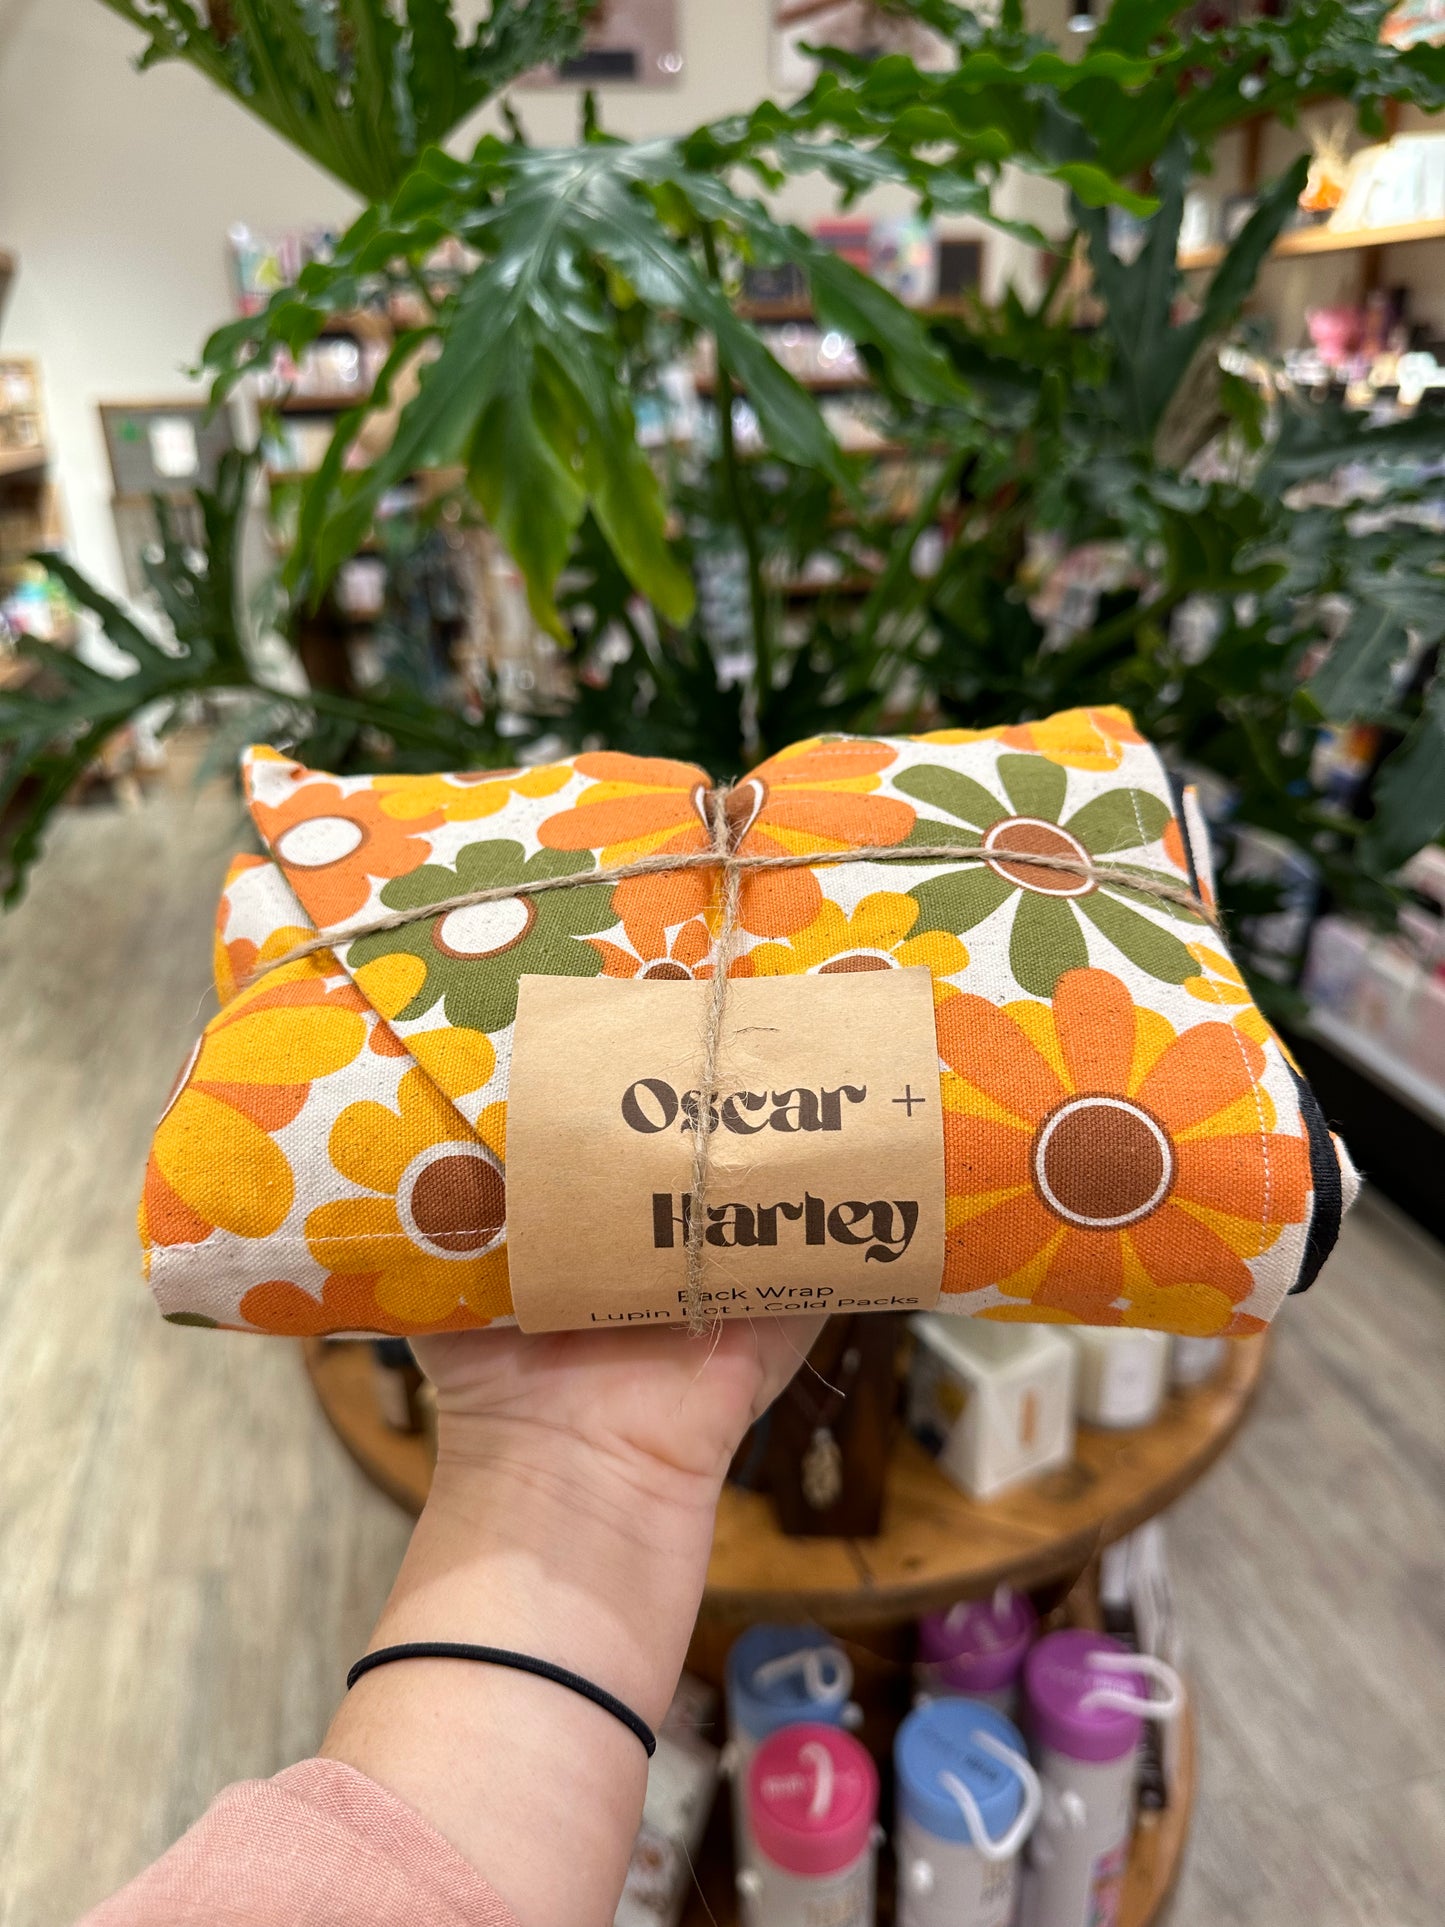 Oscar +
Harley
Back Wrap
Lupin Hot + Cold Packs